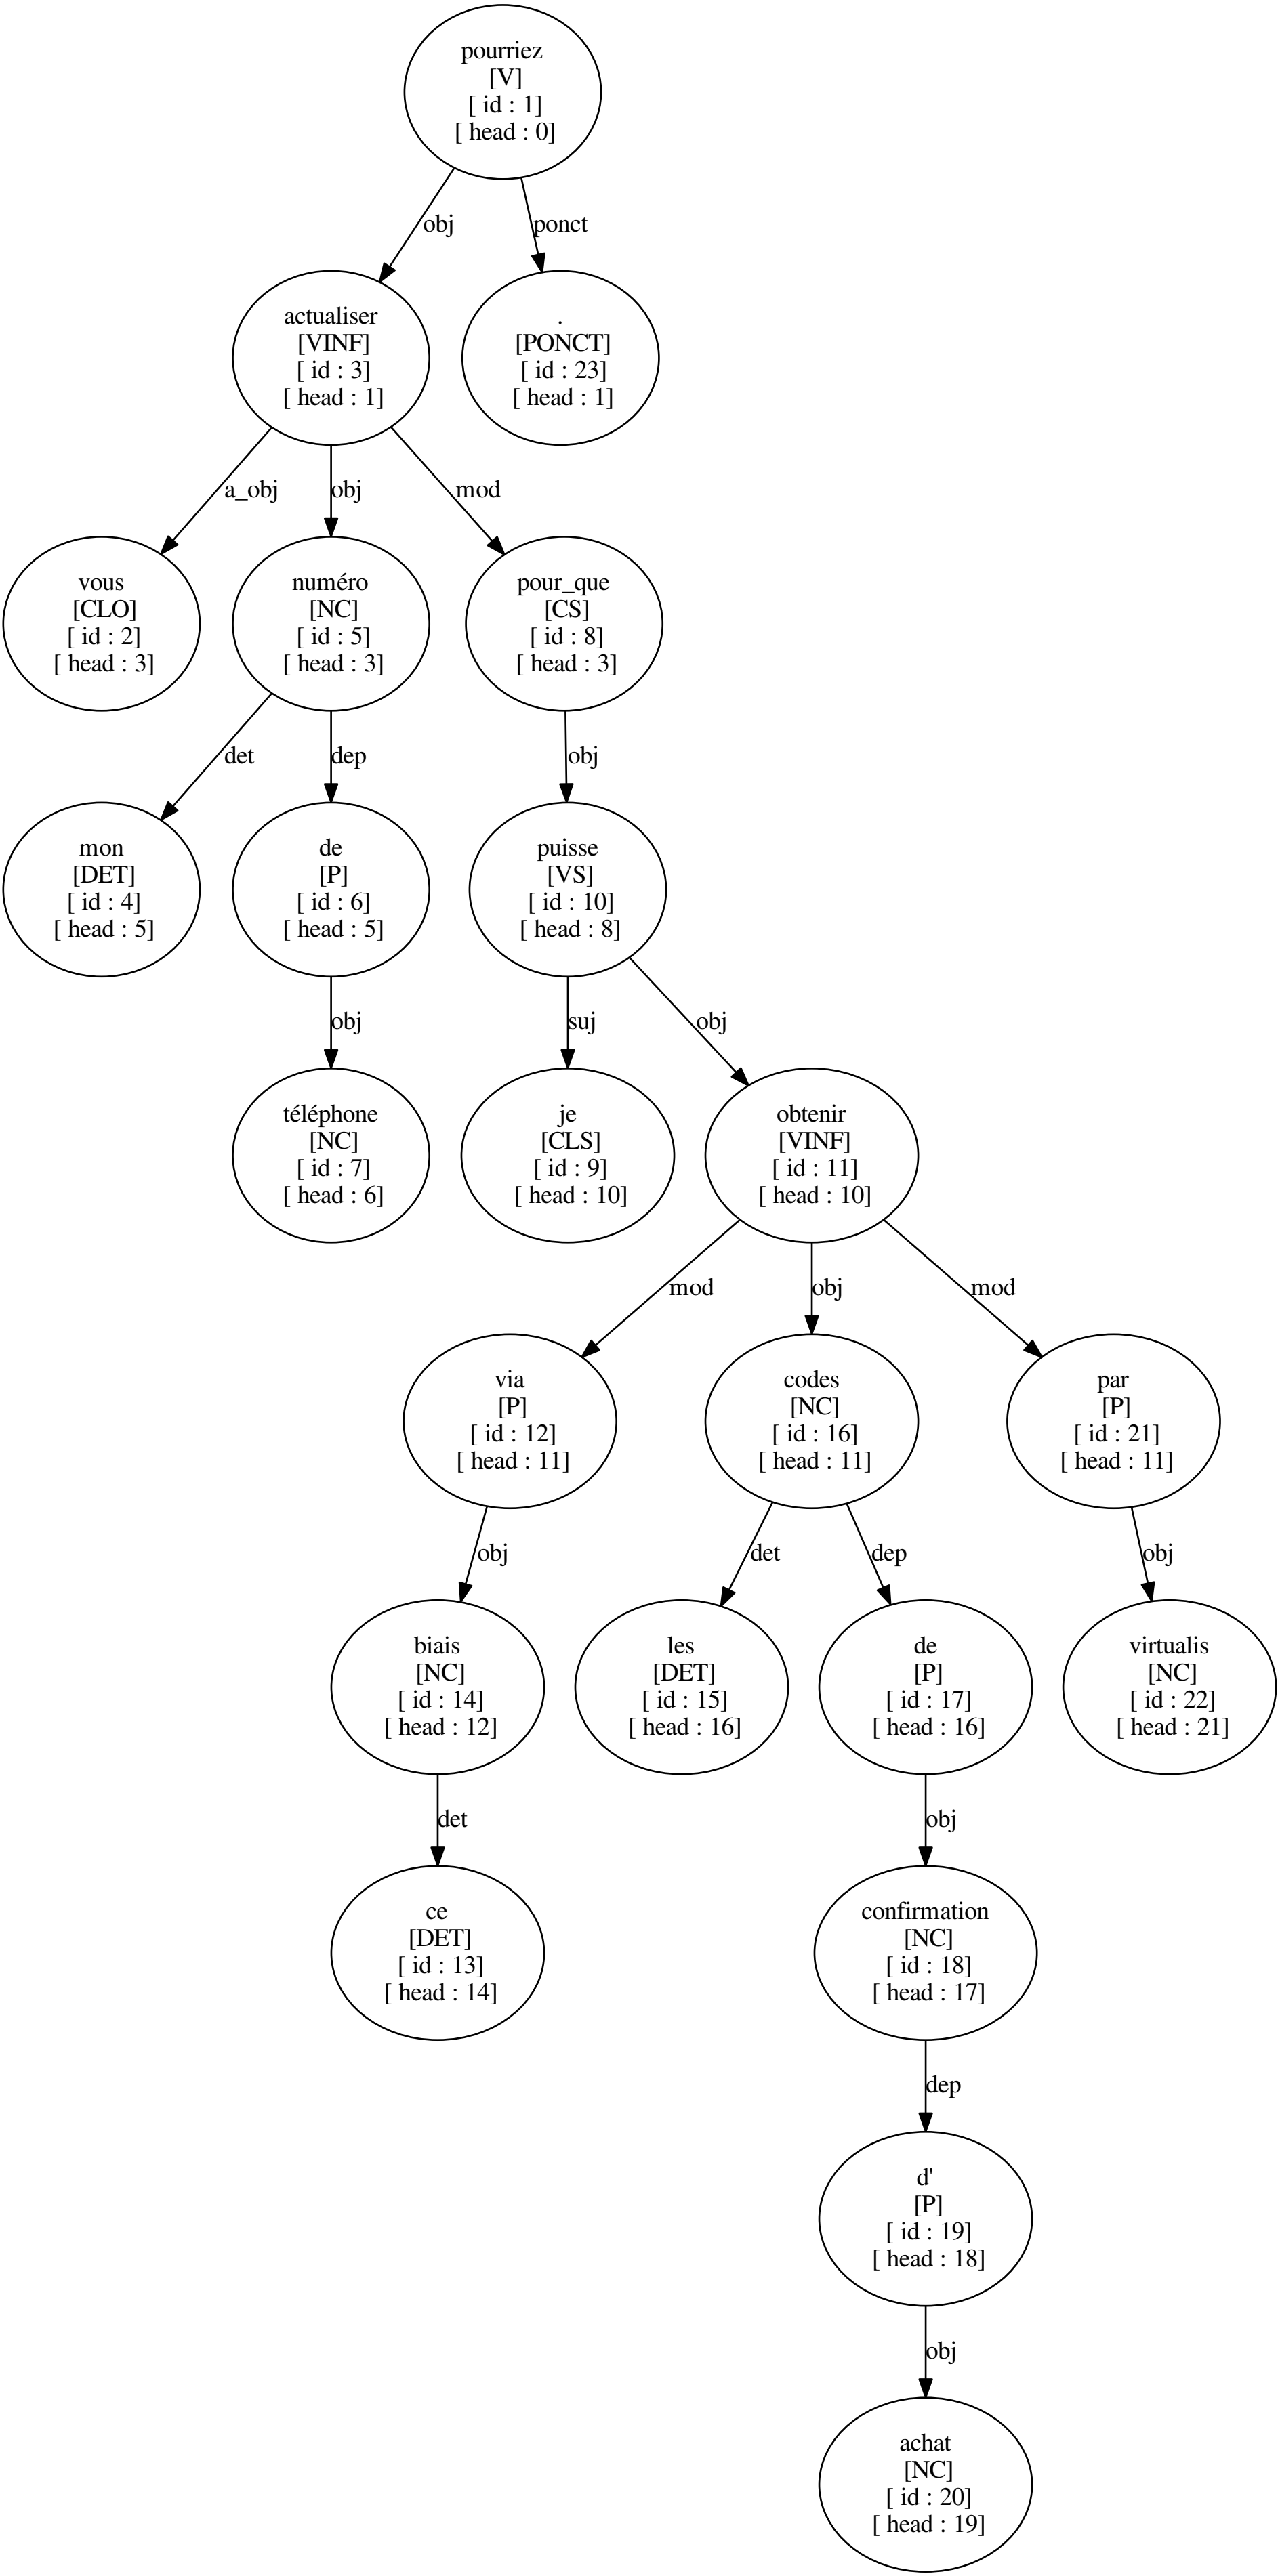 pourriez
[V]
[ id : 1]
[ head : 0]
obj
ponct
actualiser
[VINF]
[ id : 3]
[ head : 1]
.
[PONCT]
[ id : 23]
[ head : 1]
a_obj
obj
mod
vous
[CLO]
[ id : 2]
[ head : 3]
numéro
[NC]
[ id : 5]
[ head : 3]
pour_que
[CS]
[ id : 8]
[ head : 3]
det
dep
obj
mon
[DET]
[ id : 4]
[ head : 5]
de
[P]
[ id : 6]
[ head : 5]
puisse
[VS]
[ id : 10]
[ head : 8]
obj
suj
obj
téléphone
[NC]
[ id : 7]
[ head : 6]
je
[CLS]
[ id : 9]
[ head : 10]
obtenir
[VINF]
[ id : 11]
[ head : 10]
mod
obj
mod
via
[P]
[ id : 12]
[ head : 11]
codes
[NC]
[ id : 16]
[ head : 11]
par
[P]
[ id : 21]
[ head : 11]
obj
det
dep
obj
biais
[NC]
[ id : 14]
[ head : 12]
les
[DET]
[ id : 15]
[ head : 16]
de
[P]
[ id : 17]
[ head : 16]
virtualis
[NC]
[ id : 22]
[ head : 21]
det
obj
ce
[DET]
[ id : 13]
[ head : 14]
confirmation
[NC]
[ id : 18]
[ head : 17]
dep
d'
[P]
[ id : 19]
[ head : 18]
obj
achat
[NC]
[ id : 20]
[ head : 19]